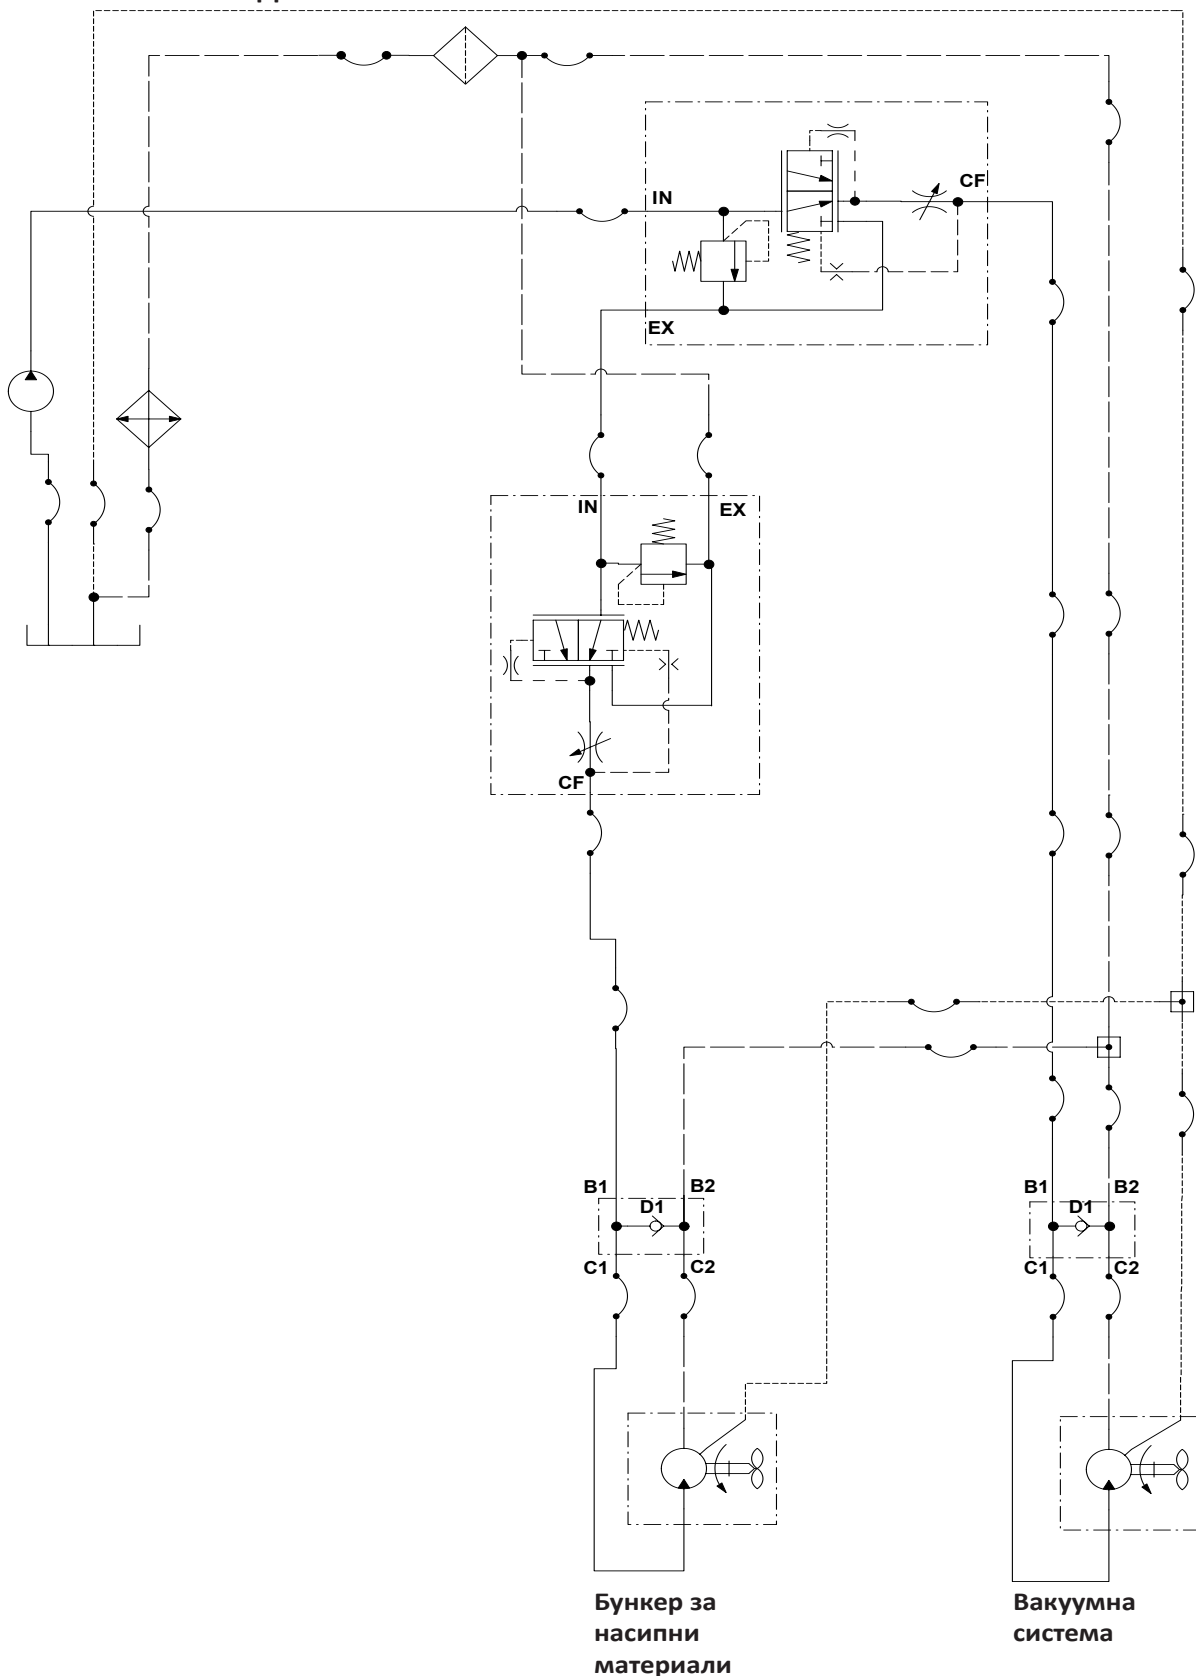 CF
IN
EX
IN
EX
CF
B1
B2
D1
C1
C2
B1
B2
D1
C1
C2
Бункер за
насипни
материали
Вакуумна
система